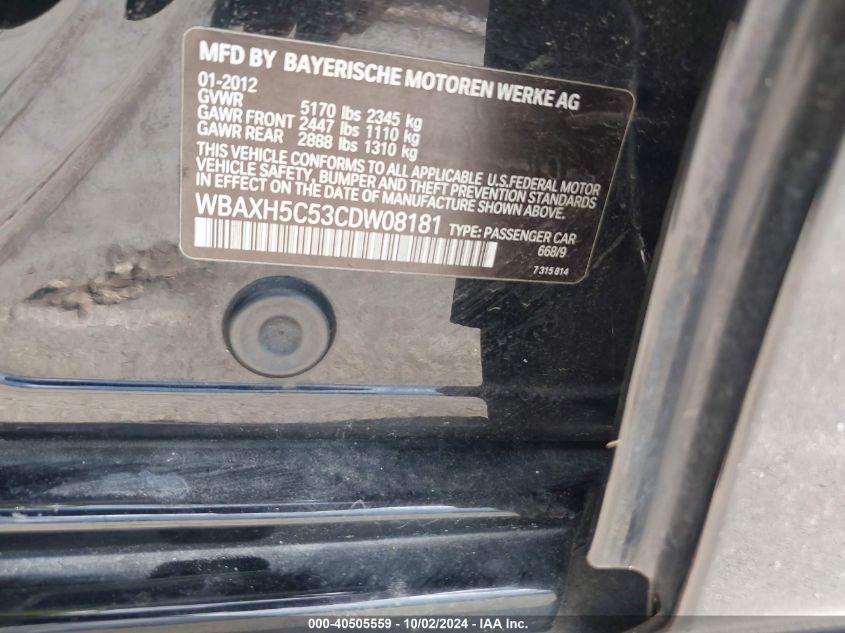 MFD BY BAYERISCHE MOTOREN WERKE AG
01-2012
GVWR 5170 lbs 2345 kg
GAWR FRONT 2447 lbs 1110 kg
GAWR REAR 2888 lbs 1310 kg
THIS VEHICLE CONFORMS TO ALL APPLICABLE U.S.FEDERAL MOTOR
VEHICLE SAFETY, BUMPER AND THEFT PREVENTION STANDARDS
IN EFFECT ON THE DATE OF MANUFACTURE SHOWN ABOVE.
WBAXH5C53CDW08181 TYPE: PASSENGER CAR
668/9
7 315 814
000-40505559 - 10/02/2024 - IAA Inc.